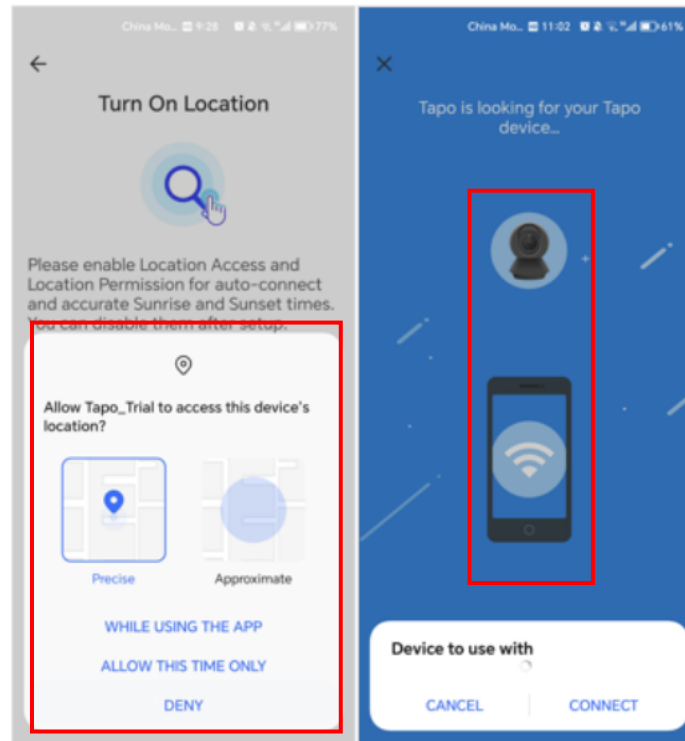 China Mo... HD 9:28 77%
Turn On Location
Please enable Location Access and
Location Permission for auto-connect
and accurate Sunrise and Sunset times.
You can disable them after setup.
Allow Tapo_Trial to access this device's
location?
Precise
Approximate
WHILE USING THE APP
ALLOW THIS TIME ONLY
DENY
China Mo... HD 11:02 61%
Tapo is looking for your Tapo
device...
Device to use with
CANCEL
CONNECT